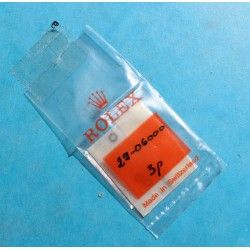 ROLEX
28-06000
3p
Made in Switzerland